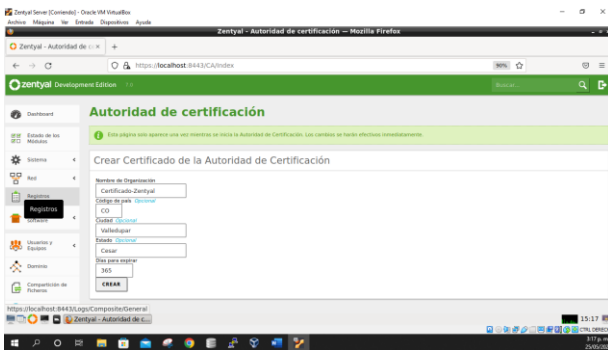 Zentyal Server [Corriendo] - Oracle VM VirtualBox
Archivo Máquina Ver Entrada Dispositivos Ayuda
Zentyal - Autoridad de certificación — Mozilla Firefox
Zentyal - Autoridad de ce
https://localhost:8443/CA/Index
90%
zentyal Development Edition 7.0
Buscar...
Dashboard
Autoridad de certificación
Esta página solo aparece una vez mientras se inicia la Autoridad de Certificación. Los cambios se harán efectivos inmediatamente.
Estado de los Módulos
Sistema
Crear Certificado de la Autoridad de Certificación
Red
Nombre de Organización
Certificado-Zentyal
Registros
Código de país Opcional
CO
Registros
Software
Ciudad Opcional
Valledupar
Usuarios y Equipos
Estado Opcional
Cesar
Dominio
Días para expirar
365
Compartición de Ficheros
CREAR
https://localhost:8443/Logs/Composite/General
Zentyal - Autoridad de c...
15:17
CTRL DERECHA
3:17 p. m.